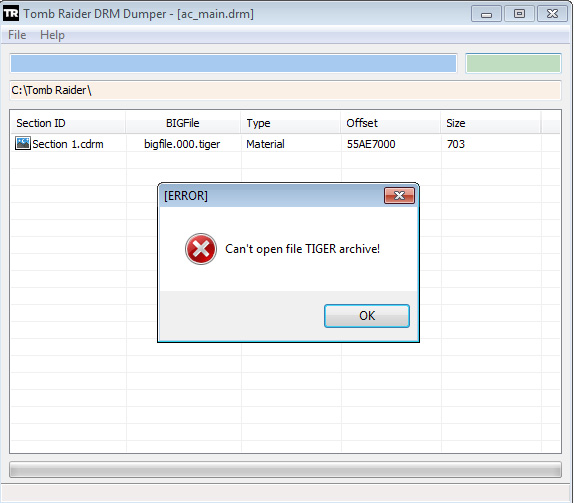 TR Tomb Raider DRM Dumper - [ac_main.drm]
File Help
C:\Tomb Raider\
Section ID BIGFile Type Offset Size
Section 1.cdrm bigfile.000.tiger Material 55AE7000 703
[ERROR]
Can't open file TIGER archive!
OK